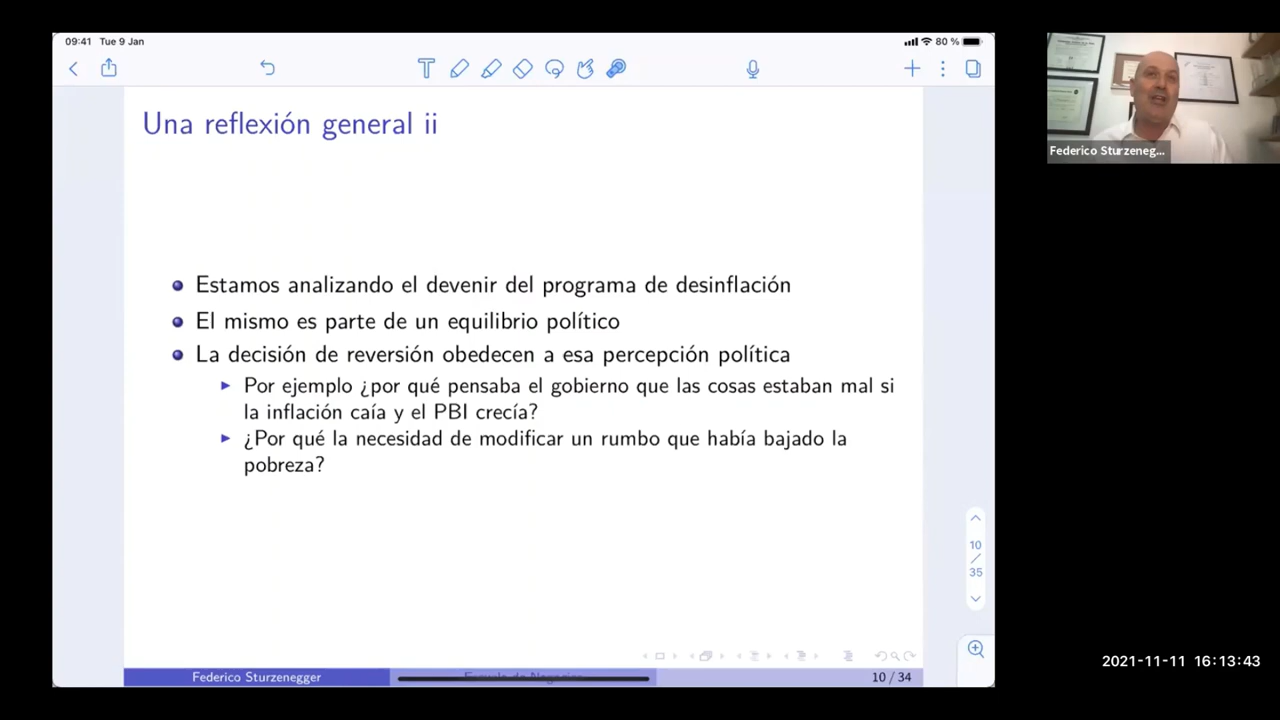 09:41 Tue 9 Jan
80 %
Una reflexión general ii
Estamos analizando el devenir del programa de desinflación
El mismo es parte de un equilibrio político
La decisión de reversión obedecen a esa percepción política
Por ejemplo ¿por qué pensaba el gobierno que las cosas estaban mal si
la inflación caía y el PBI crecía?
¿Por qué la necesidad de modificar un rumbo que había bajado la
pobreza?
10
/
35
Federico Sturzenegger
Escuela de Negocios
10 / 34
Federico Sturzeneg...
2021-11-11 16:13:43